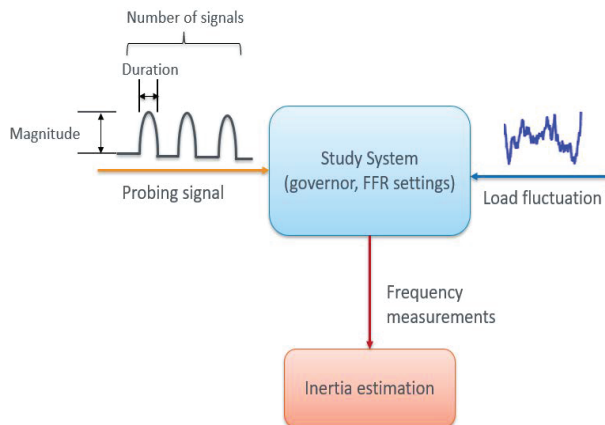 Number of signals
Duration
Magnitude
Probing signal
Study System
(governor, FFR settings)
Load fluctuation
Frequency
measurements
Inertia estimation